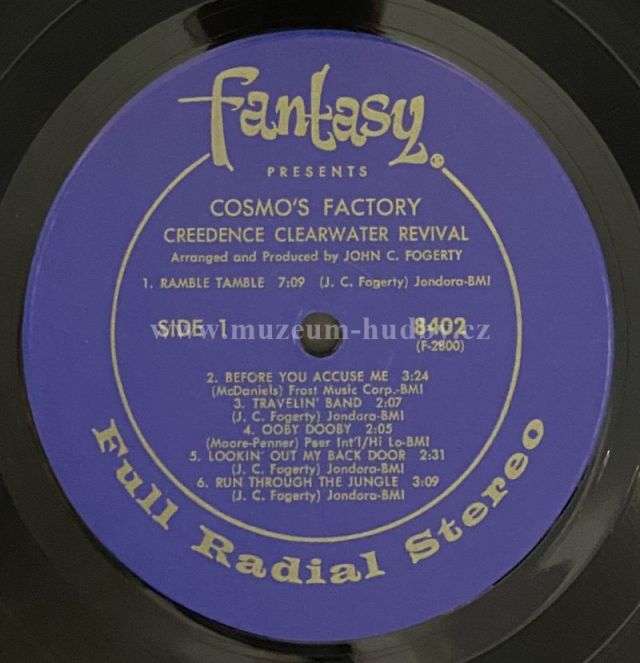 fantasy®
PRESENTS
COSMO'S FACTORY
CREEDENCE CLEARWATER REVIVAL
Arranged and Produced by JOHN C. FOGERTY
1. RAMBLE TAMBLE 7:09 (J. C. Fogerty) Jondora-BMI
SIDE 1 8402
(F-2800)
www.muzeum-hudby.cz
2. BEFORE YOU ACCUSE ME 3:24
(McDaniels) Frost Music Corp.-BMI
3. TRAVELIN' BAND 2:07
(J. C. Fogerty) Jondora-BMI
4. OOBY DOOBY 2:05
(Moore-Penner) Peer Int'l/Hi Lo-BMI
5. LOOKIN' OUT MY BACK DOOR 2:31
(J. C. Fogerty) Jondora-BMI
6. RUN THROUGH THE JUNGLE 3:09
(J. C. Fogerty) Jondora-BMI
Full Radial Stereo